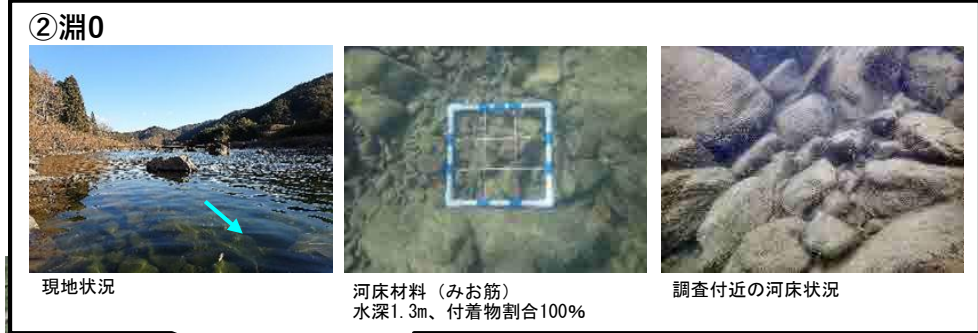 ②淵0
現地状況
河床材料（みお筋）
水深1.3m、付着物割合100%
調査付近の河床状況